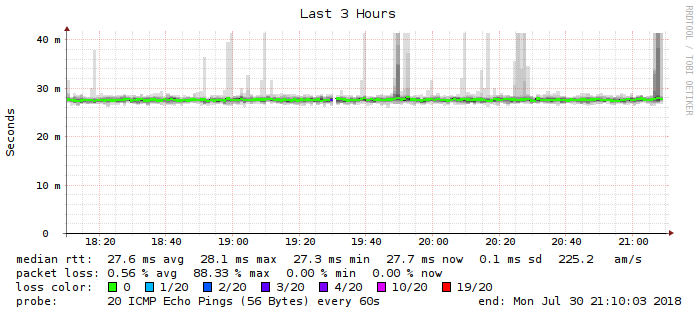 Last 3 Hours
RRDTOOL / TOBI OETIKER
Seconds
40 m
30 m
20 m
10 m
0
18:20 18:40 19:00 19:20 19:40 20:00 20:20 20:40 21:00
median rtt: 27.6 ms avg 28.1 ms max 27.3 ms min 27.7 ms now 0.1 ms sd 225.2 am/s
packet loss: 0.56 % avg 88.33 % max 0.00 % min 0.00 % now
loss color: 0 1/20 2/20 3/20 4/20 10/20 19/20
probe: 20 ICMP Echo Pings (56 Bytes) every 60s end: Mon Jul 30 21:10:03 2018